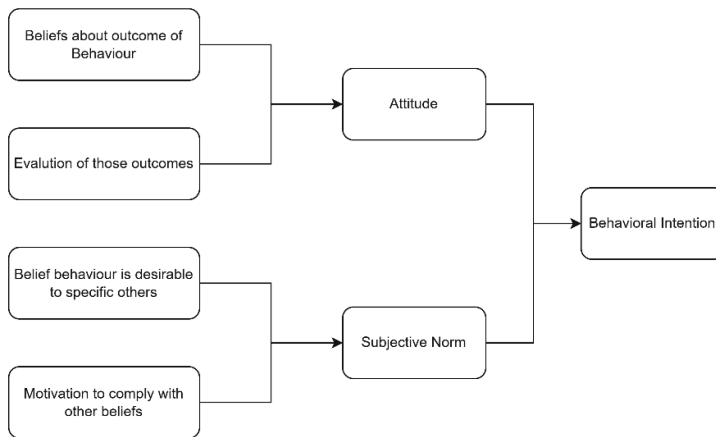 Beliefs about outcome of
Behaviour
Evalution of those outcomes
Attitude
Belief behaviour is desirable
to specific others
Motivation to comply with
other beliefs
Subjective Norm
Behavioral Intention